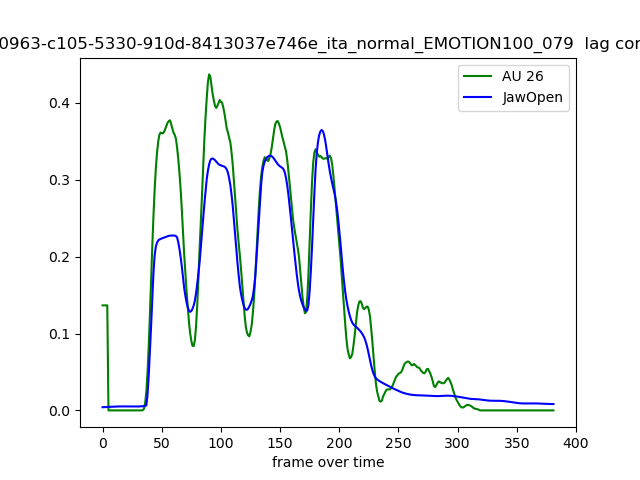 0963-c105-5330-910d-8413037e746e_ita_normal_EMOTION100_079 lag cor
AU 26
JawOpen
0.4
0.3
0.2
0.1
0.0
0 50 100 150 200 250 300 350 400
frame over time